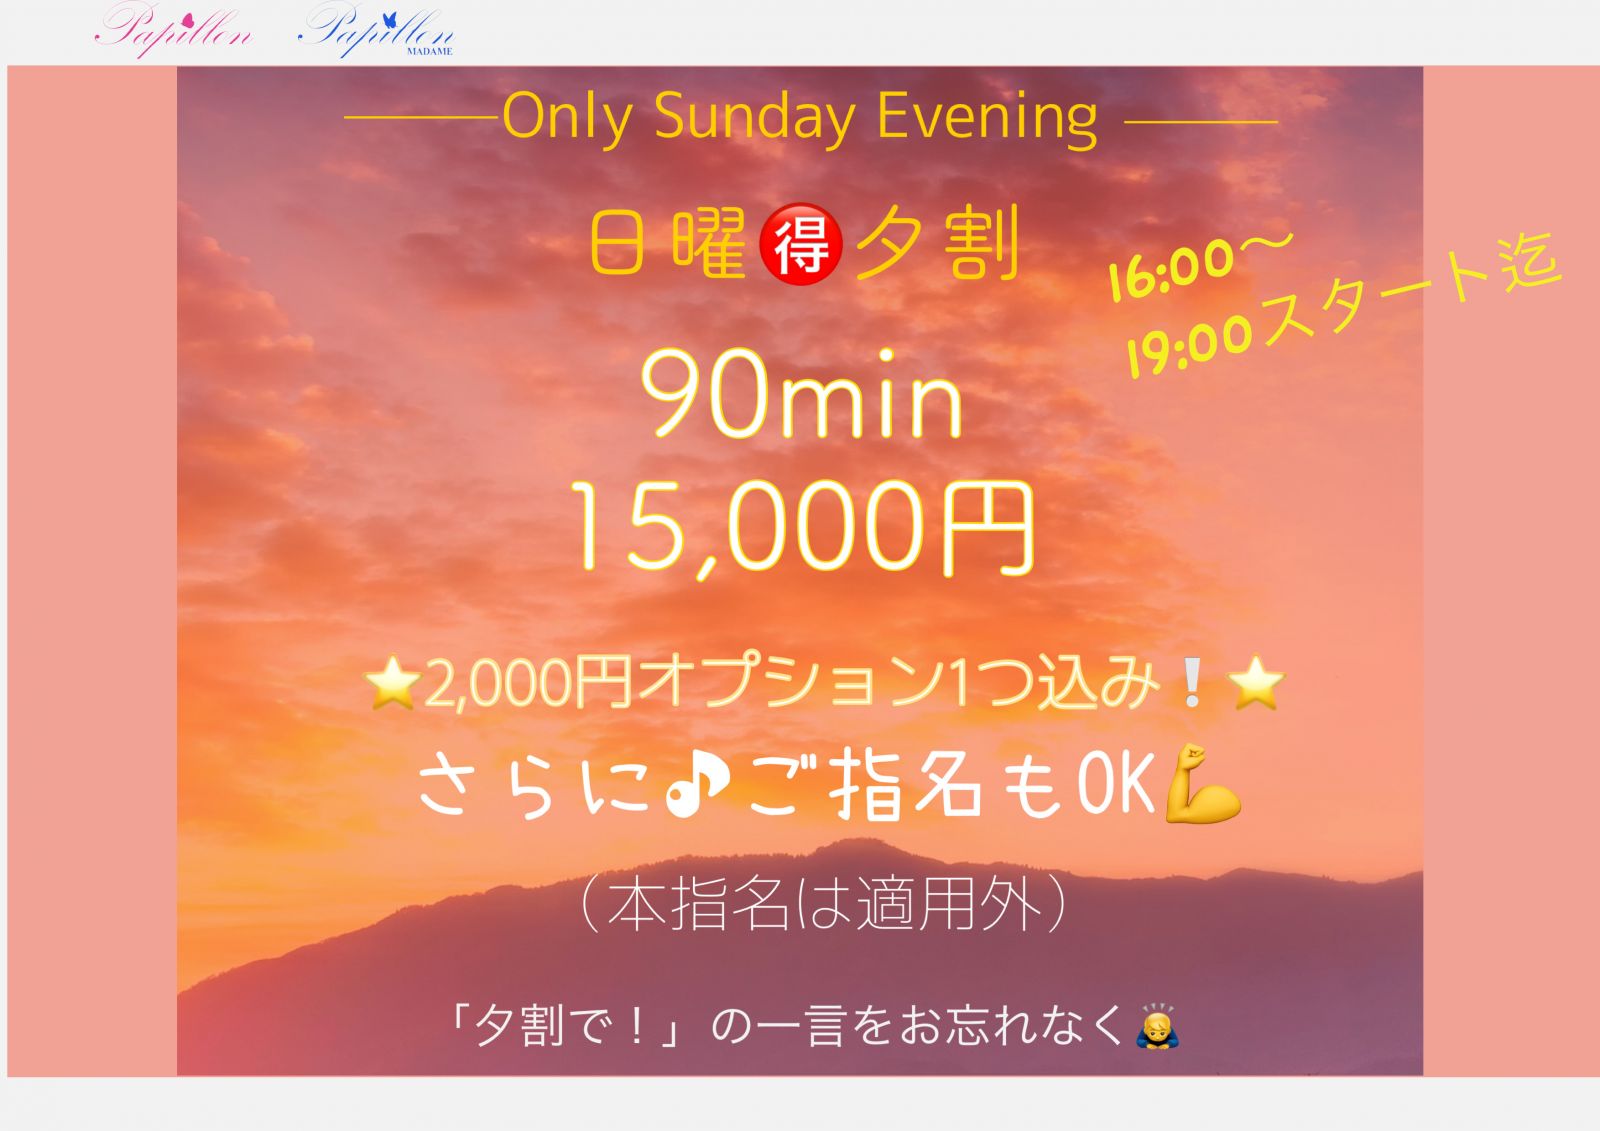 Papillon
Papillon
MADAME
Only Sunday Evening
日曜🉐夕割
16:00〜
19:00スタート迄
90min
15,000円
⭐2,000円オプション1つ込み❕⭐
さらに♪ご指名もOK💪
（本指名は適用外）
「夕割で！」の一言をお忘れなく🙇